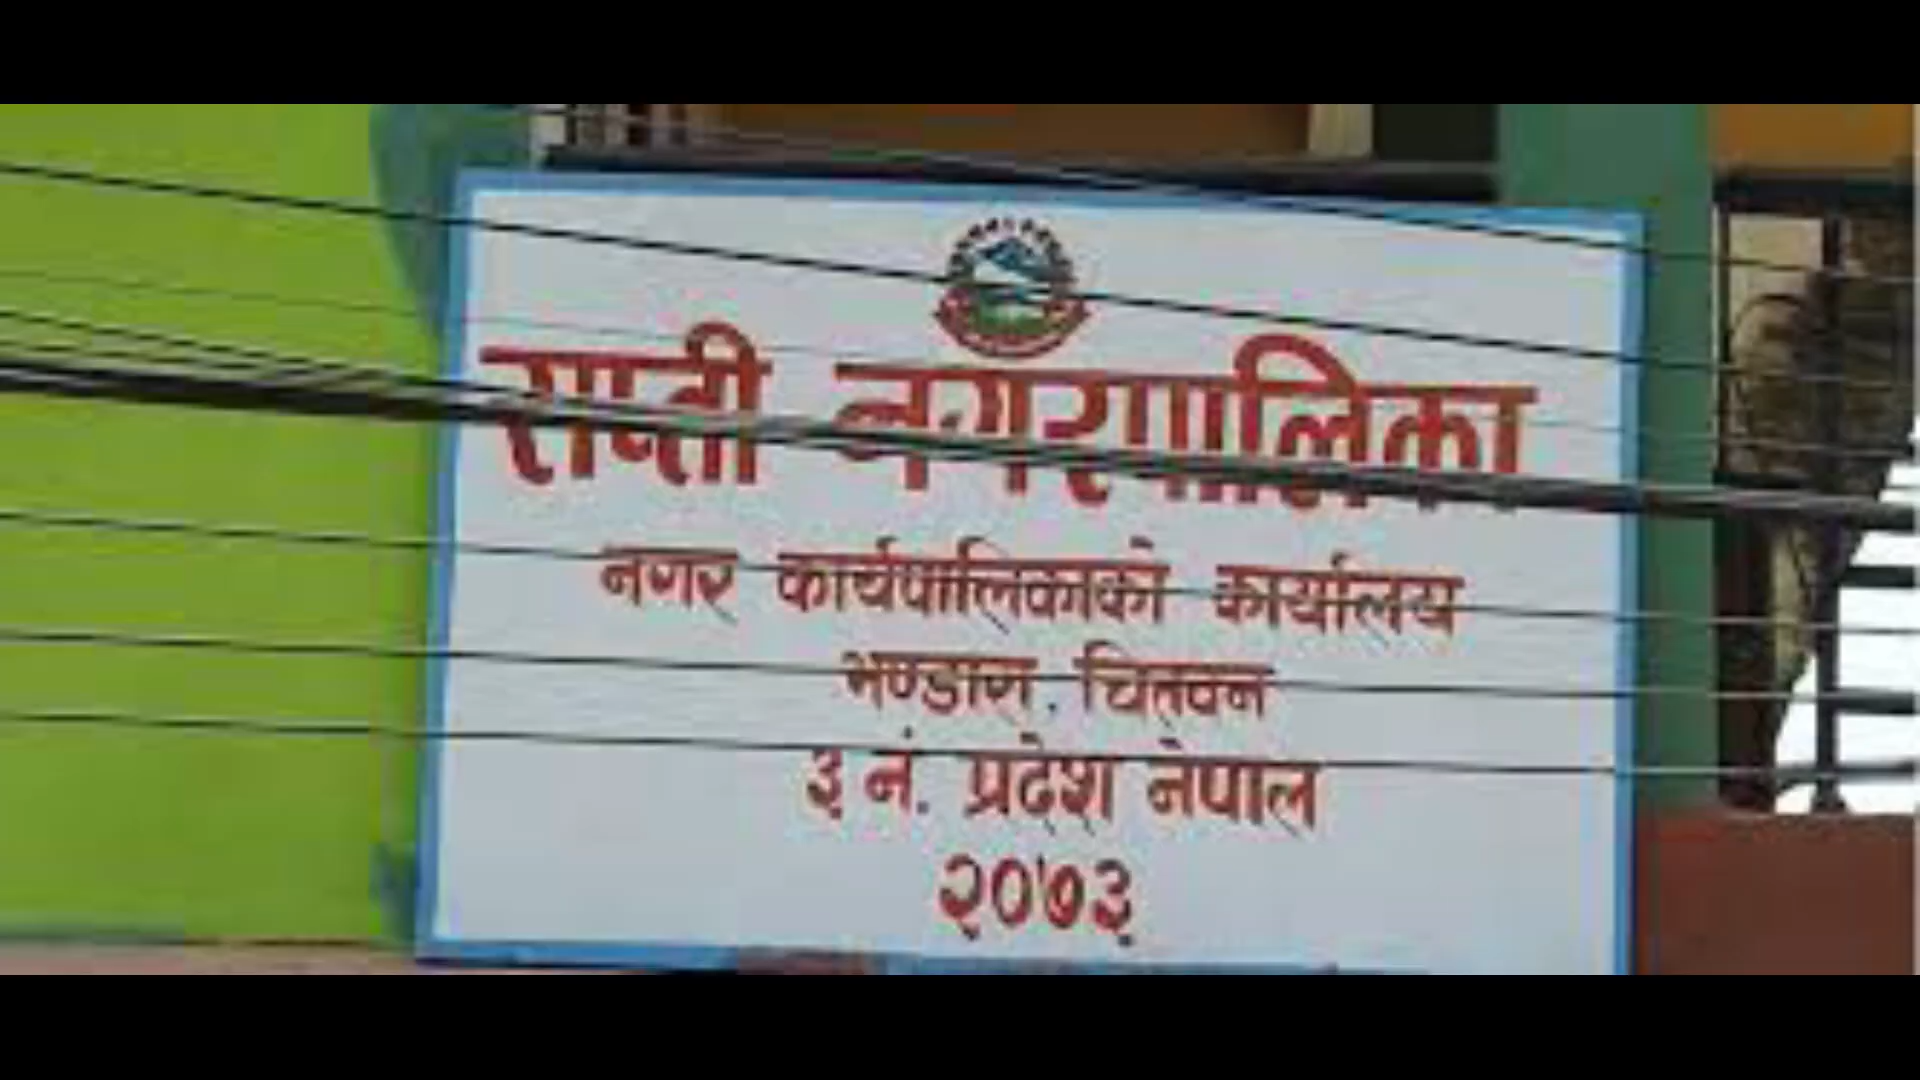 राप्ती नगरपालिका
नगर कार्यपालिकाको कार्यालय
भण्डारा, चितवन
३ नं. प्रदेश नेपाल
२०७३